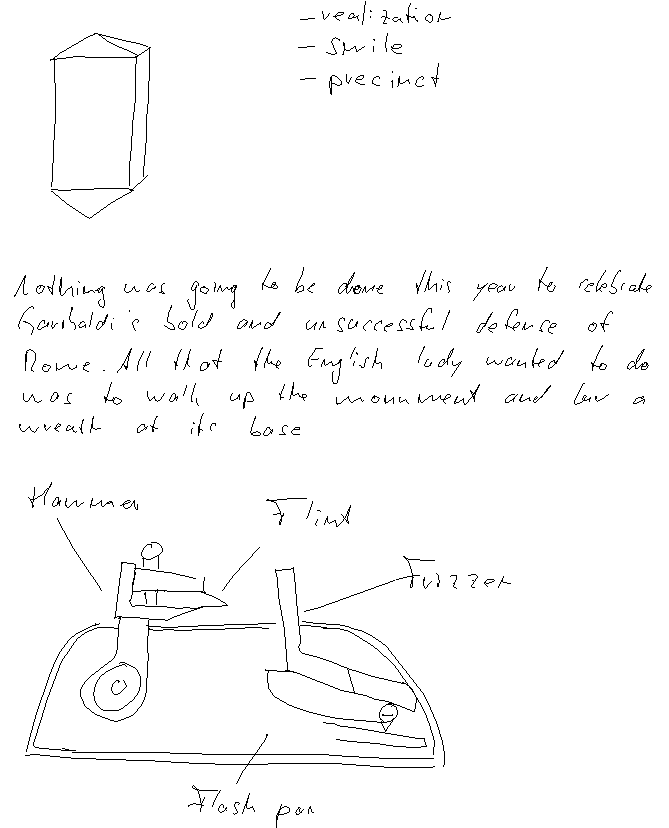 - realization
- smile
- precinct
Nothing was going to be done this year to celebrate
Garibaldi's bold and unsuccessful defense of
Rome. All that the English lady wanted to do
was to walk up the monument and lay a
wreath at its base
Hammer
Flint
Frizzen
Flash pan